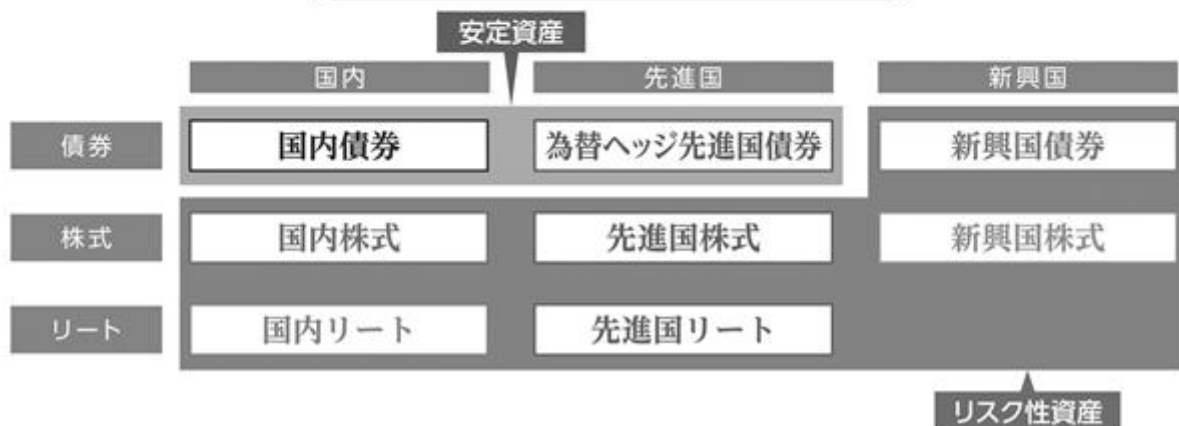 安定資産
国内 先進国 新興国
債券 国内債券 為替ヘッジ先進国債券 新興国債券
株式 国内株式 先進国株式 新興国株式
リート 国内リート 先進国リート
リスク性資産